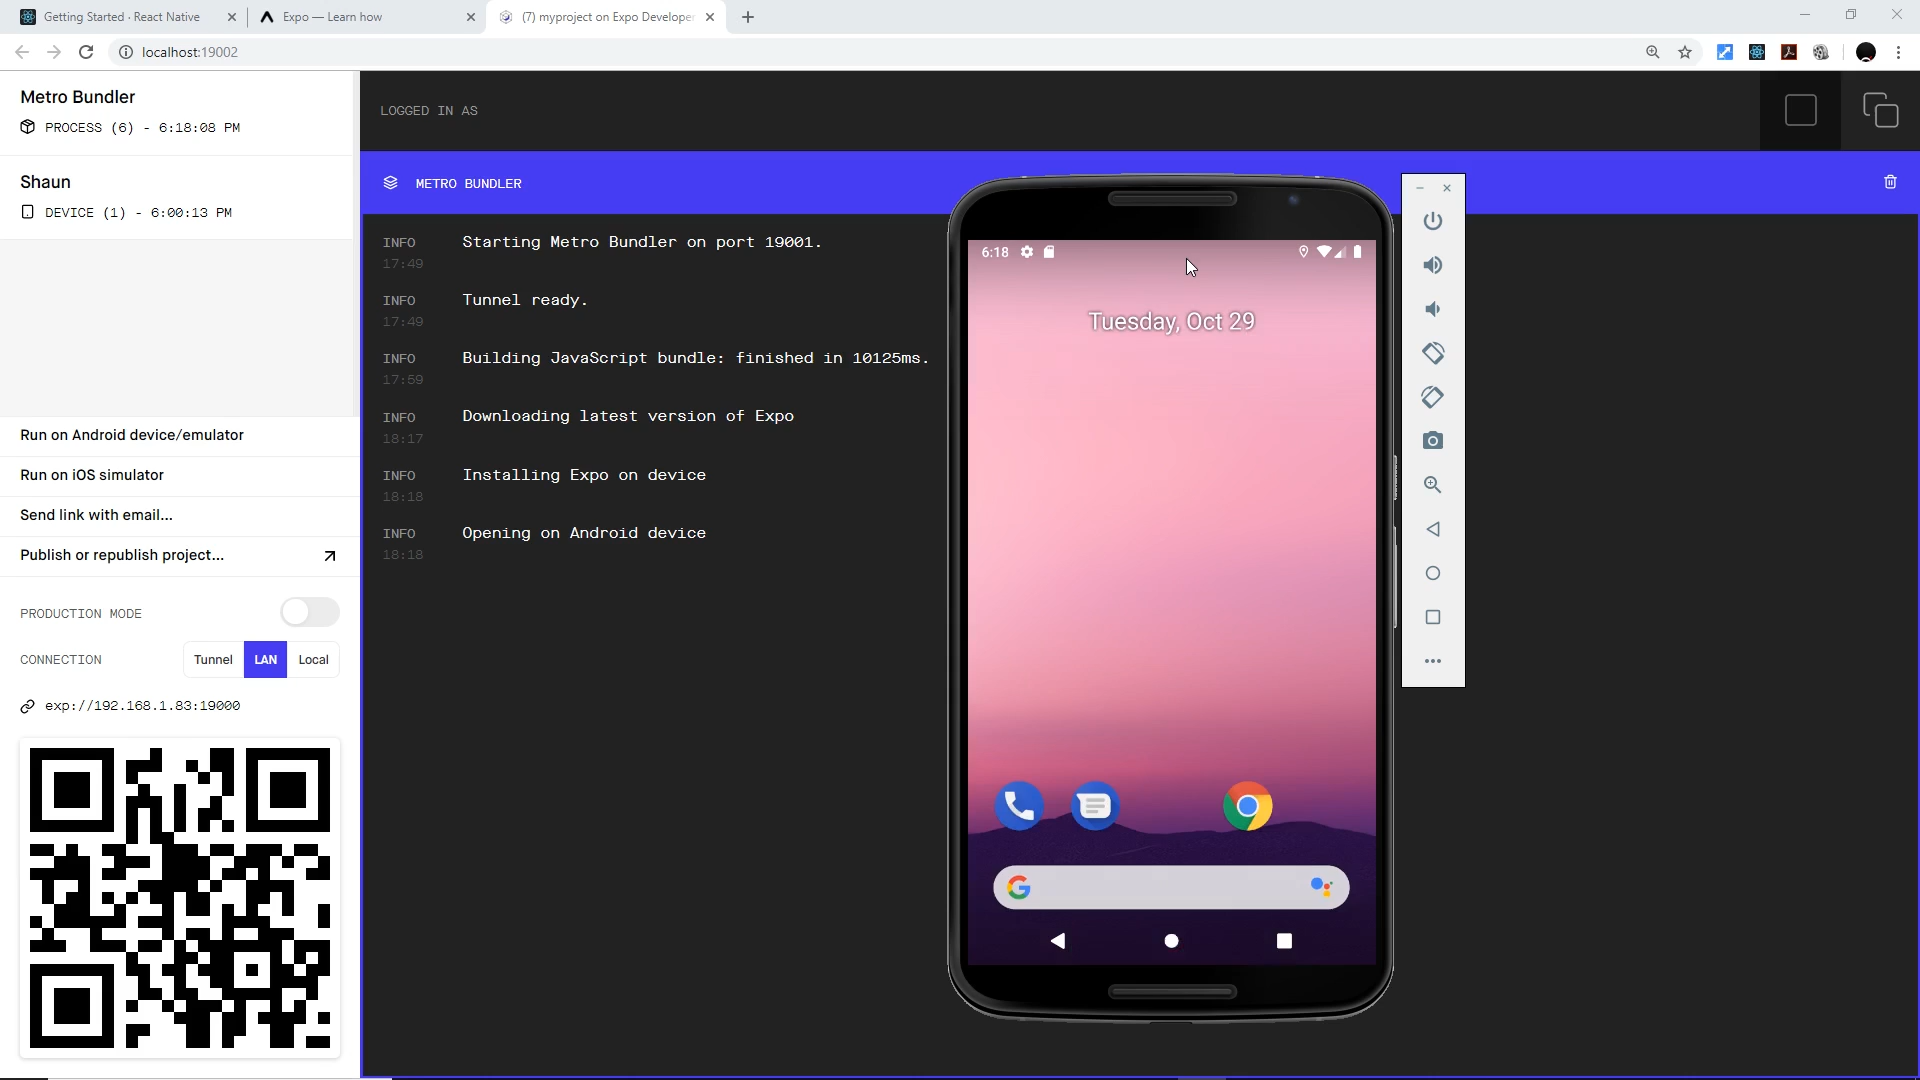 Getting Started · React Native
Expo — Learn how
(7) myproject on Expo Developer
localhost:19002
Metro Bundler
PROCESS (6) - 6:18:08 PM
Shaun
DEVICE (1) - 6:00:13 PM
Run on Android device/emulator
Run on iOS simulator
Send link with email...
Publish or republish project...
PRODUCTION MODE
CONNECTION
Tunnel
LAN
Local
exp://192.168.1.83:19000
LOGGED IN AS
METRO BUNDLER
INFO Starting Metro Bundler on port 19001.
17:49
INFO Tunnel ready.
17:49
INFO Building JavaScript bundle: finished in 10125ms.
17:59
INFO Downloading latest version of Expo
18:17
INFO Installing Expo on device
18:18
INFO Opening on Android device
18:18
6:18
Tuesday, Oct 29